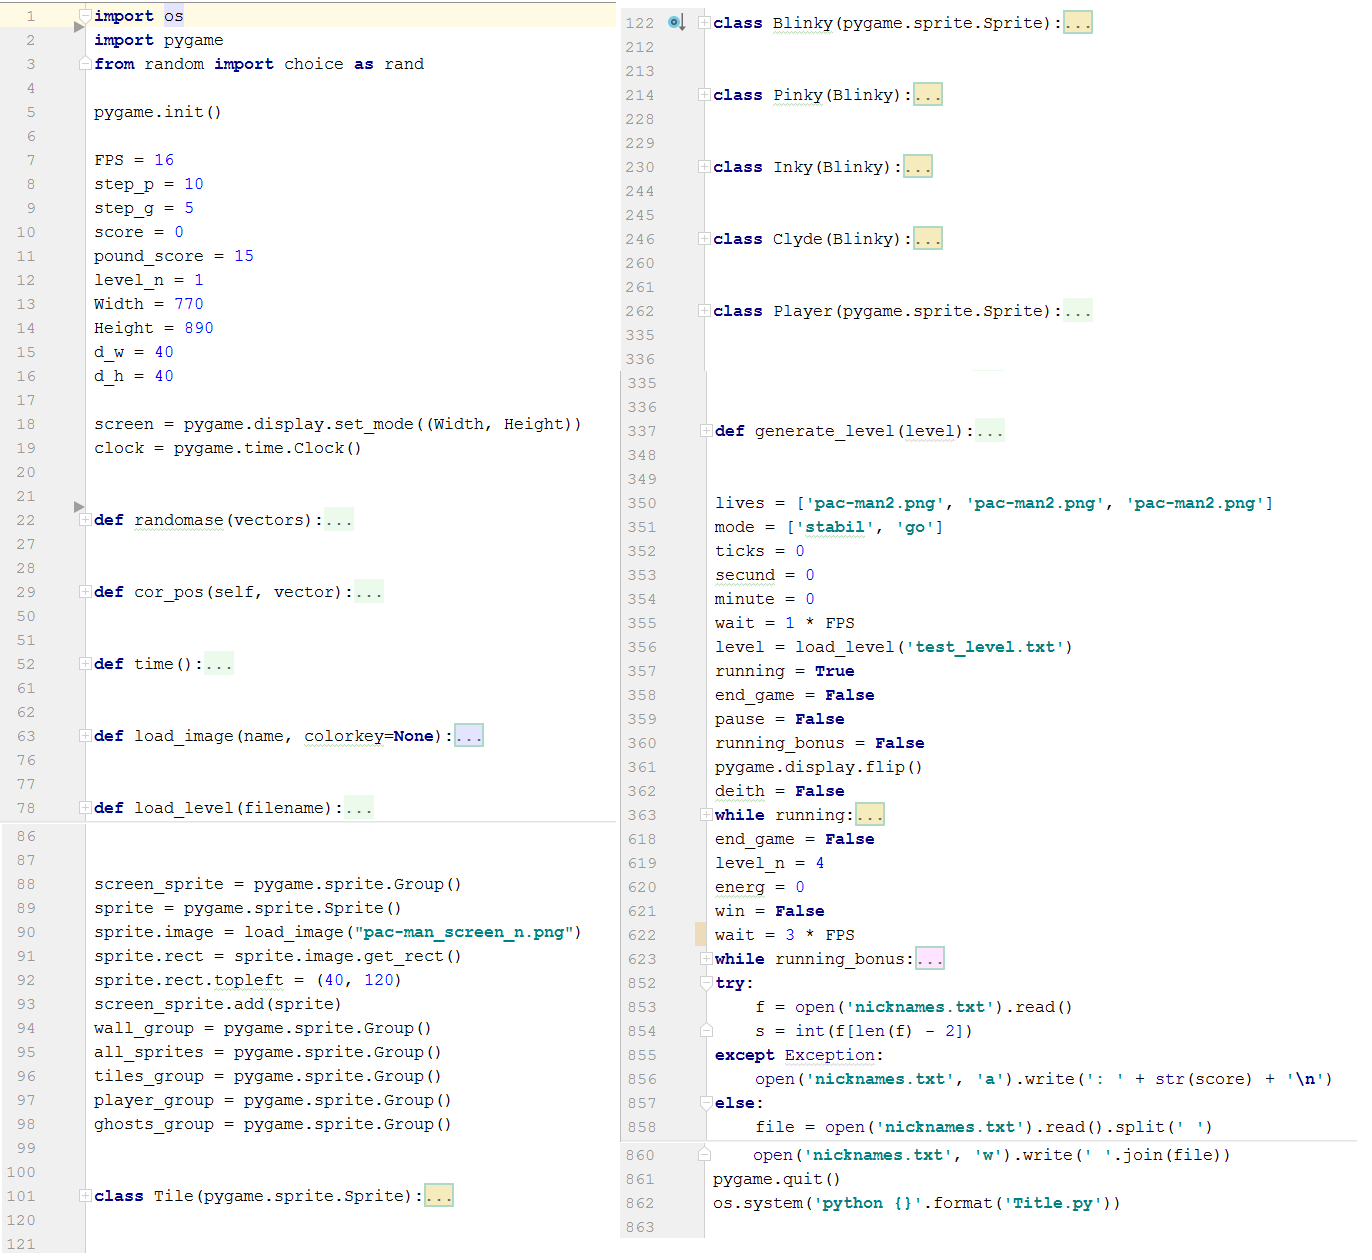 1 import os
2 import pygame
3 from random import choice as rand
4
5 pygame.init()
6
7 FPS = 16
8 step_p = 10
9 step_g = 5
10 score = 0
11 pound_score = 15
12 level_n = 1
13 Width = 770
14 Height = 890
15 d_w = 40
16 d_h = 40
17
18 screen = pygame.display.set_mode((Width, Height))
19 clock = pygame.time.Clock()
20
21
22 def randomase(vectors):...
27
28
29 def cor_pos(self, vector):...
50
51
52 def time():...
61
62
63 def load_image(name, colorkey=None):...
76
77
78 def load_level(filename):...
86
87
88 screen_sprite = pygame.sprite.Group()
89 sprite = pygame.sprite.Sprite()
90 sprite.image = load_image("pac-man_screen_n.png")
91 sprite.rect = sprite.image.get_rect()
92 sprite.rect.topleft = (40, 120)
93 screen_sprite.add(sprite)
94 wall_group = pygame.sprite.Group()
95 all_sprites = pygame.sprite.Group()
96 tiles_group = pygame.sprite.Group()
97 player_group = pygame.sprite.Group()
98 ghosts_group = pygame.sprite.Group()
99
100
101 class Tile(pygame.sprite.Sprite):...
120
121
122 class Blinky(pygame.sprite.Sprite):...
212
213
214 class Pinky(Blinky):...
228
229
230 class Inky(Blinky):...
244
245
246 class Clyde(Blinky):...
260
261
262 class Player(pygame.sprite.Sprite):...
335
336
335
336
337 def generate_level(level):...
348
349
350 lives = ['pac-man2.png', 'pac-man2.png', 'pac-man2.png']
351 mode = ['stabil', 'go']
352 ticks = 0
353 secund = 0
354 minute = 0
355 wait = 1 * FPS
356 level = load_level('test_level.txt')
357 running = True
358 end_game = False
359 pause = False
360 running_bonus = False
361 pygame.display.flip()
362 deith = False
363 while running:...
618 end_game = False
619 level_n = 4
620 energ = 0
621 win = False
622 wait = 3 * FPS
623 while running_bonus:...
852 try:
853 f = open('nicknames.txt').read()
854 s = int(f[len(f) - 2])
855 except Exception:
856 open('nicknames.txt', 'a').write(': ' + str(score) + '\n')
857 else:
858 file = open('nicknames.txt').read().split(' ')
860 open('nicknames.txt', 'w').write(' '.join(file))
861 pygame.quit()
862 os.system('python {}'.format('Title.py'))
863